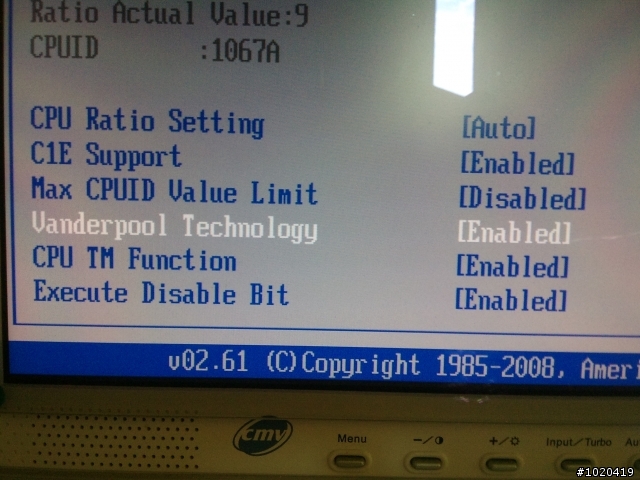 Ratio Actual Value:9
CPUID :1067A
CPU Ratio Setting [Auto]
C1E Support [Enabled]
Max CPUID Value Limit [Disabled]
Vanderpool Technology [Enabled]
CPU TM Function [Enabled]
Execute Disable Bit [Enabled]
v02.61 (C)Copyright 1985-2008, Ameri
cmv Menu −/◑ +/☼ Input/Turbo Au
#1020419